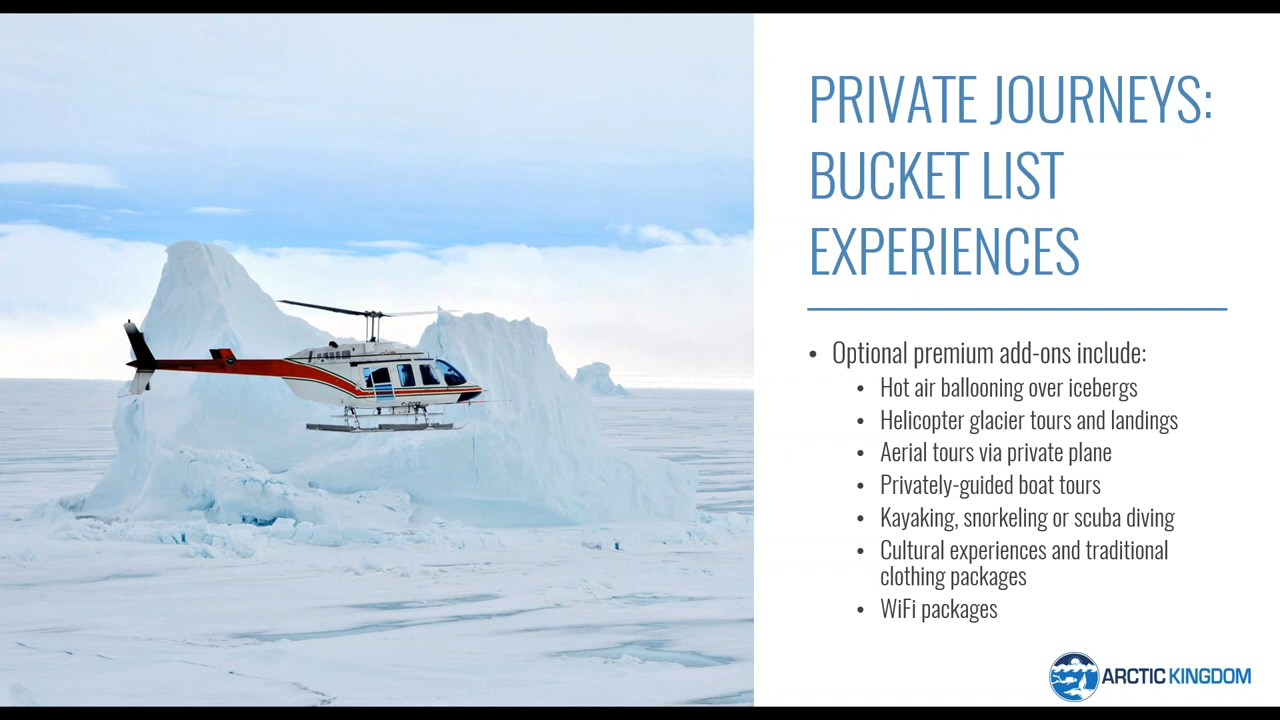 PRIVATE JOURNEYS:
BUCKET LIST
EXPERIENCES
• Optional premium add-ons include:
• Hot air ballooning over icebergs
• Helicopter glacier tours and landings
• Aerial tours via private plane
• Privately-guided boat tours
• Kayaking, snorkeling or scuba diving
• Cultural experiences and traditional
clothing packages
• WiFi packages
ARCTIC KINGDOM